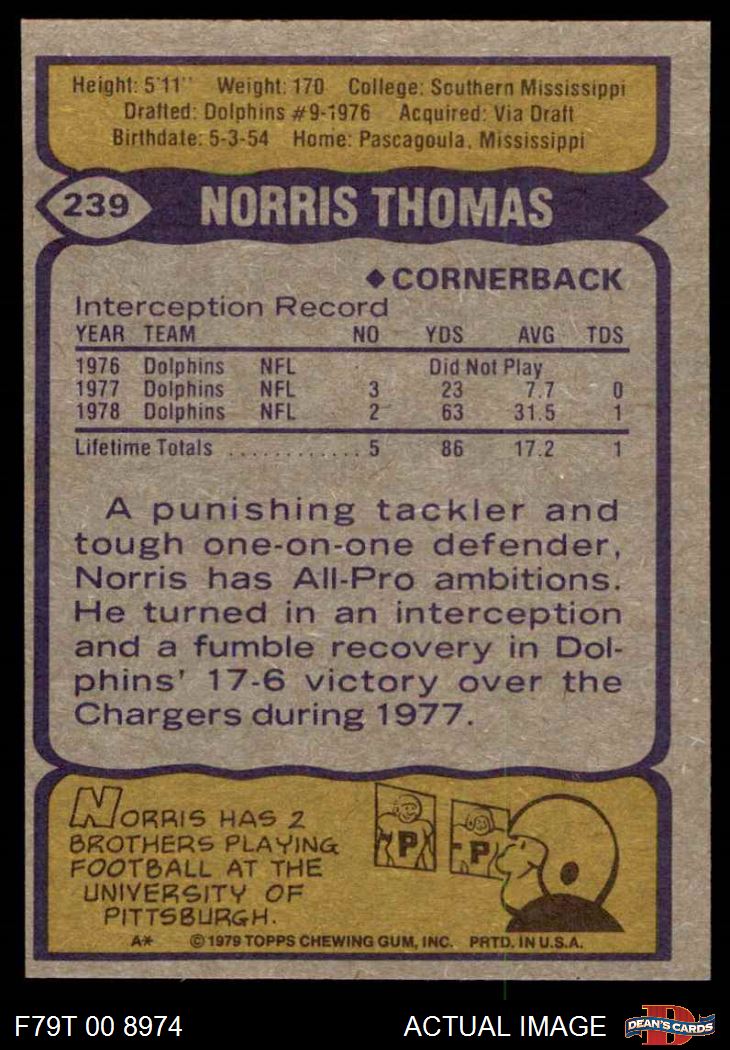 Height: 5'11" Weight: 170 College: Southern Mississippi
Drafted: Dolphins #9-1976 Acquired: Via Draft
Birthdate: 5-3-54 Home: Pascagoula, Mississippi
239 NORRIS THOMAS
◆ CORNERBACK
Interception Record
YEAR TEAM NO YDS AVG TDS
1976 Dolphins NFL Did Not Play
1977 Dolphins NFL 3 23 7.7 0
1978 Dolphins NFL 2 63 31.5 1
Lifetime Totals ............ 5 86 17.2 1
A punishing tackler and
tough one-on-one defender,
Norris has All-Pro ambitions.
He turned in an interception
and a fumble recovery in Dol-
phins' 17-6 victory over the
Chargers during 1977.
NORRIS HAS 2
BROTHERS PLAYING
FOOTBALL AT THE
UNIVERSITY OF
PITTSBURGH.
P P
A* © 1979 TOPPS CHEWING GUM, INC. PRTD. IN U.S.A.
F79T 00 8974 ACTUAL IMAGE D DEAN'S CARDS